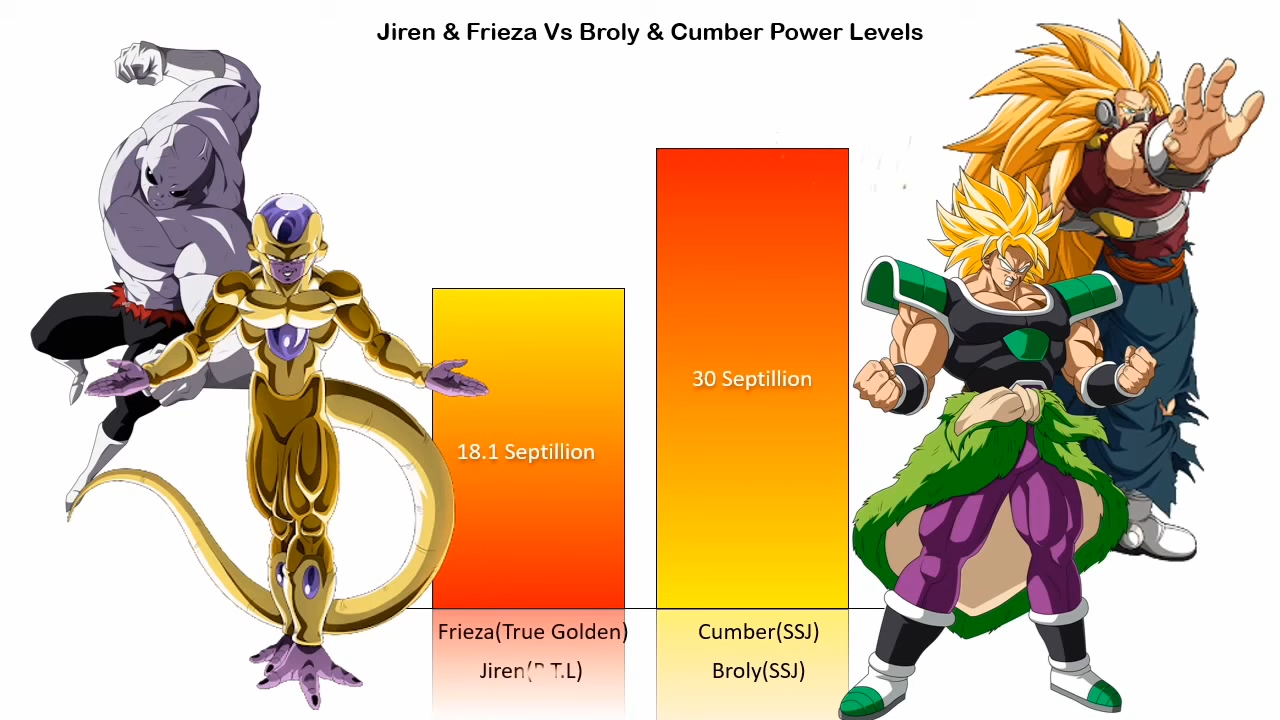 Jiren & Frieza Vs Broly & Cumber Power Levels
30 Septillion
18.1 Septillion
Frieza(True Golden)
Cumber(SSJ)
Jiren(
Broly(SSJ)